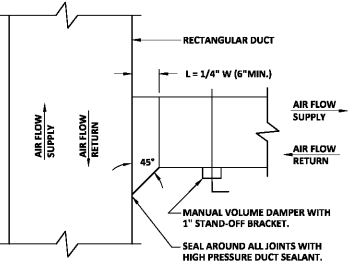 RECTANGULAR DUCT
L = 1/4" W (6"MIN.)
AIR FLOW
SUPPLY
AIR FLOW
RETURN
AIR FLOW
SUPPLY
AIR FLOW
RETURN
45°
MANUAL VOLUME DAMPER WITH
1" STAND-OFF BRACKET.
SEAL AROUND ALL JOINTS WITH
HIGH PRESSURE DUCT SEALANT.